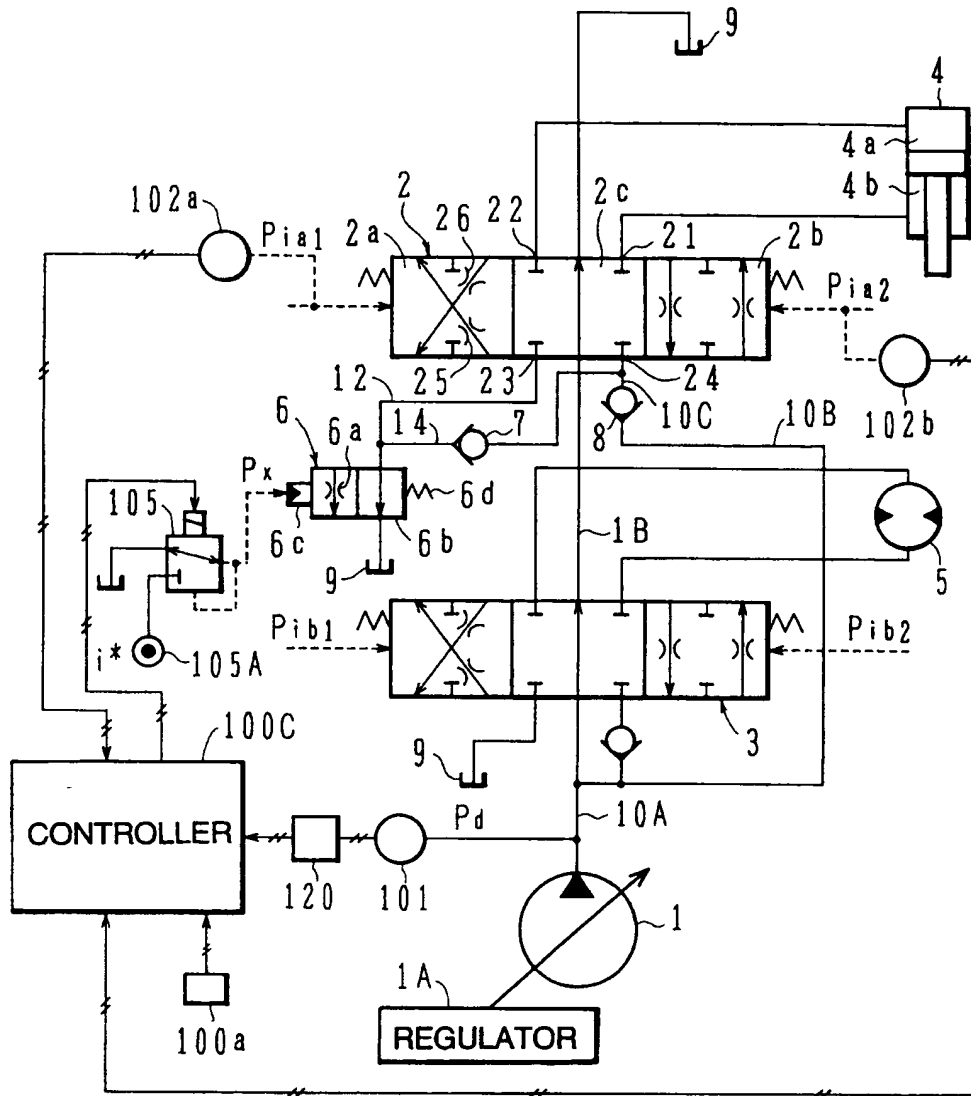 9
4
4a
4b
102a
Pia1
2
2a
26
22
2c
21
2b
Pia2
25
23
24
12
10C
10B
102b
6
6a
14
7
8
Px
105
6c
6b
6d
1B
5
9
Pib1
Pib2
i*
105A
100C
9
3
CONTROLLER
Pd
10A
120
101
1
1A
100a
REGULATOR